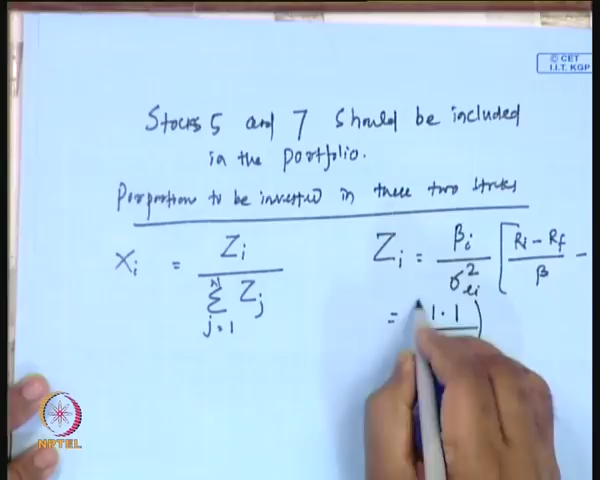 © CET
I.I.T. KGP
Stocks 5 and 7 should be included
in the portfolio.
Porportion to be invested in these two stocks
Xi = Zi / N Σ j=1 Zj
Zi = βi / σ²ei [ Ri - Rf / β -
= ( 1.1 )
NPTEL